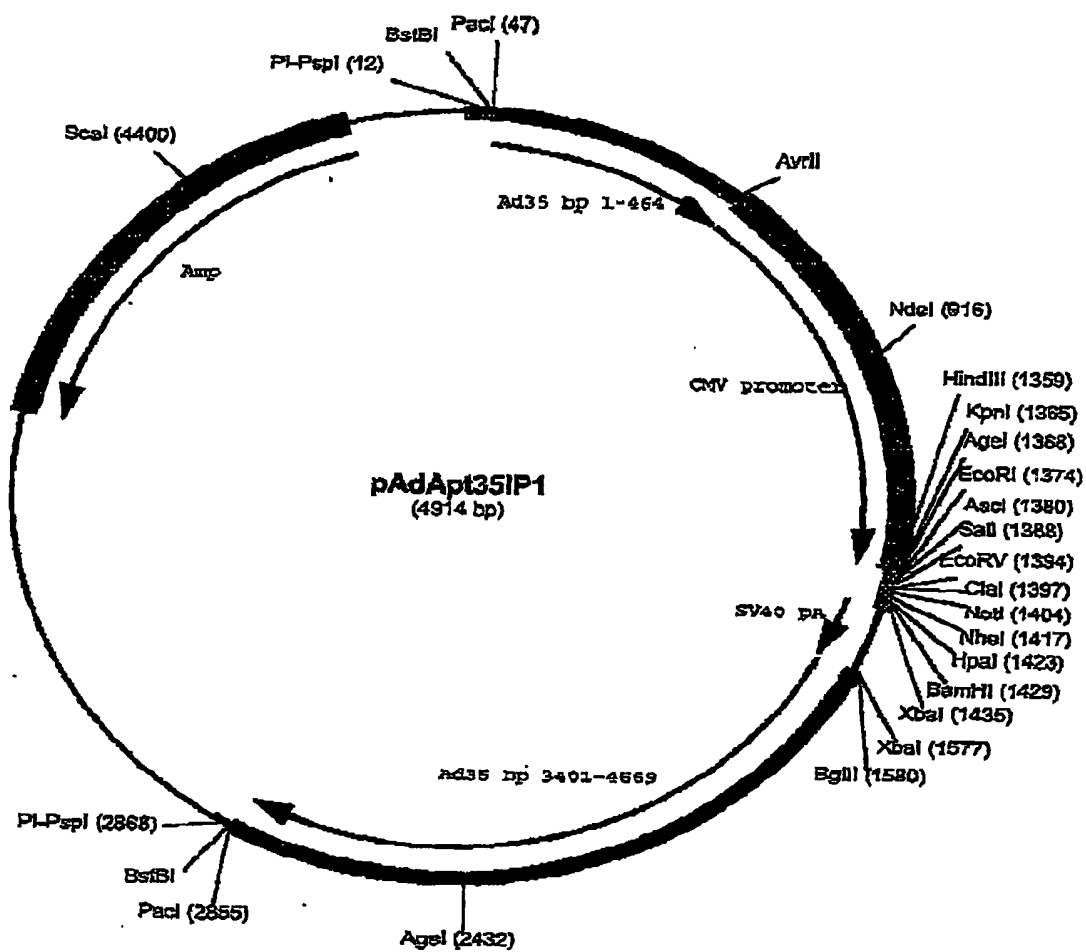 PacI (47)
BstBI
PI-PspI (12)
ScaI (4400)
AvrII
Ad35 bp 1-464
Amp
NdeI (916)
CMV promoter
HindIII (1359)
KpnI (1365)
AgeI (1368)
EcoRI (1374)
AscI (1380)
SalI (1388)
EcoRV (1394)
ClaI (1397)
NotI (1404)
NheI (1417)
HpaI (1423)
BamHI (1429)
XbaI (1435)
XbaI (1577)
BglII (1580)
pAdApt35IP1
(4914 bp)
SV40 pA
Ad35 bp 3401-4669
PI-PspI (2868)
BstBI
PacI (2855)
AgeI (2432)